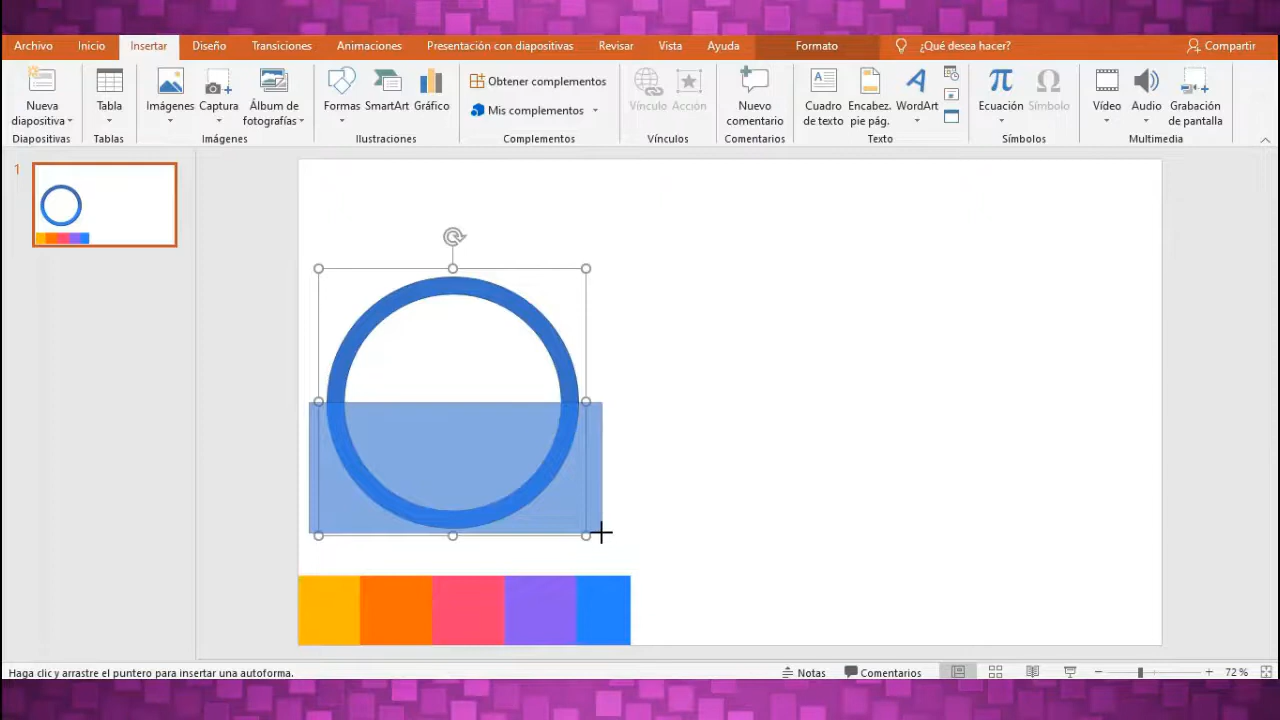 Archivo Inicio Insertar Diseño Transiciones Animaciones Presentación con diapositivas Revisar Vista Ayuda Formato ¿Qué desea hacer? Compartir
Nueva diapositiva
Tabla
Imágenes
Captura
Álbum de fotografías
Formas
SmartArt
Gráfico
Obtener complementos
Mis complementos
Vínculo
Acción
Nuevo comentario
Cuadro de texto
Encabez. pie pág.
WordArt
Ecuación
Símbolo
Vídeo
Audio
Grabación de pantalla
Diapositivas Tablas Imágenes Ilustraciones Complementos Vínculos Comentarios Texto Símbolos Multimedia
1
Haga clic y arrastre el puntero para insertar una autoforma. Notas Comentarios 72 %